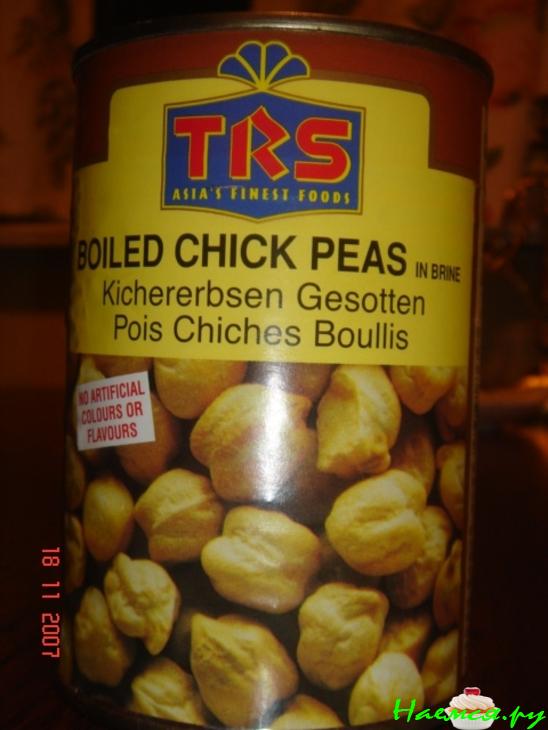 TRS
ASIA'S FINEST FOODS
BOILED CHICK PEAS IN BRINE
Kichererbsen Gesotten
Pois Chiches Boullis
NO ARTIFICIAL
COLOURS OR
FLAVOURS
18 11 2007
Наемся.ру